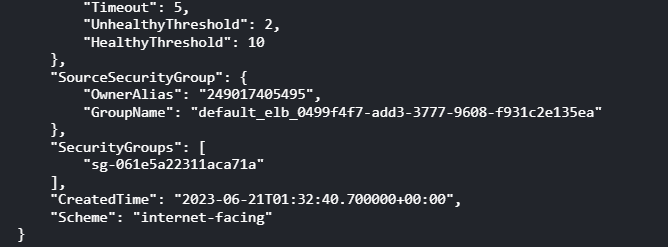 "Timeout": 5,
"UnhealthyThreshold": 2,
"HealthyThreshold": 10
},
"SourceSecurityGroup": {
"OwnerAlias": "249017405495",
"GroupName": "default_elb_0499f4f7-add3-3777-9608-f931c2e135ea"
},
"SecurityGroups": [
"sg-061e5a22311aca71a"
],
"CreatedTime": "2023-06-21T01:32:40.700000+00:00",
"Scheme": "internet-facing"
}